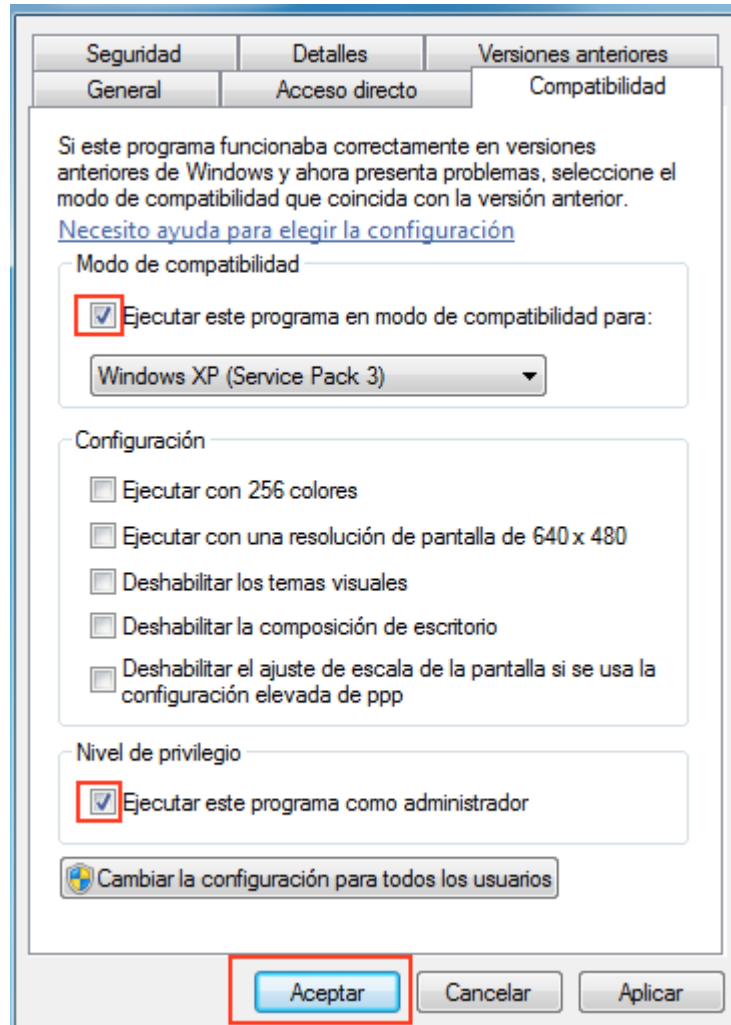 Seguridad
Detalles
Versiones anteriores
General
Acceso directo
Compatibilidad
Si este programa funcionaba correctamente en versiones
anteriores de Windows y ahora presenta problemas, seleccione el
modo de compatibilidad que coincida con la versión anterior.
Necesito ayuda para elegir la configuración
Modo de compatibilidad
Ejecutar este programa en modo de compatibilidad para:
Windows XP (Service Pack 3)
Configuración
Ejecutar con 256 colores
Ejecutar con una resolución de pantalla de 640 x 480
Deshabilitar los temas visuales
Deshabilitar la composición de escritorio
Deshabilitar el ajuste de escala de la pantalla si se usa la
configuración elevada de ppp
Nivel de privilegio
Ejecutar este programa como administrador
Cambiar la configuración para todos los usuarios
Aceptar
Cancelar
Aplicar